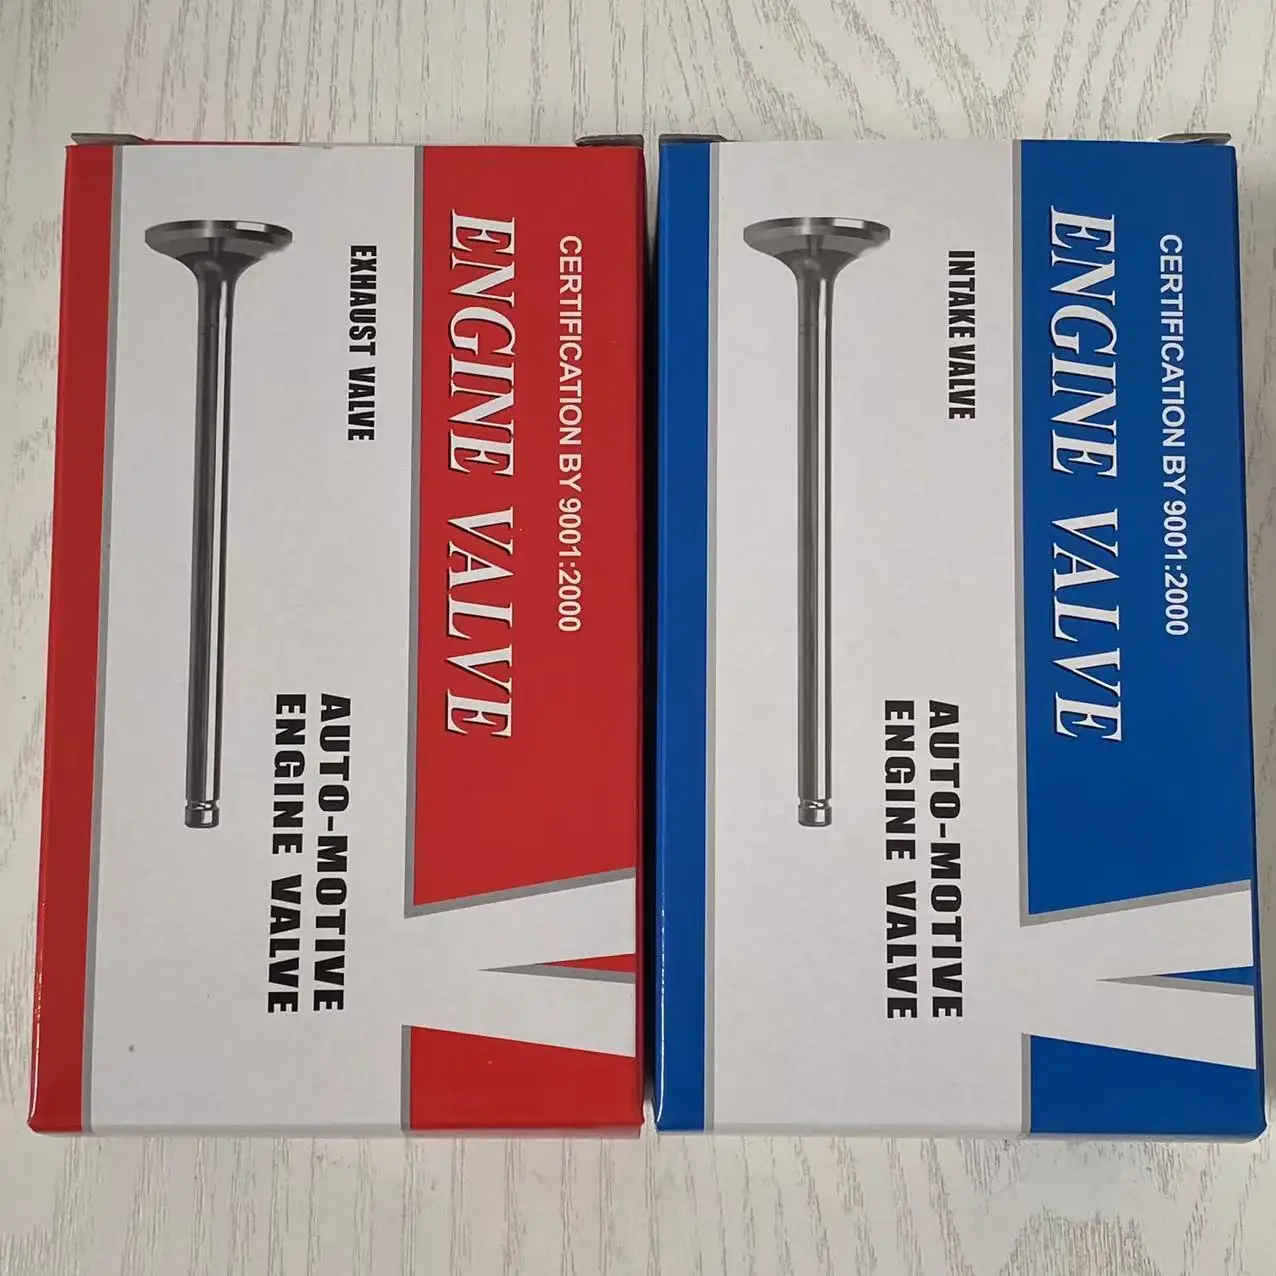 CERTIFICATION BY 9001:2000
ENGINE VALVE
EXHAUST VALVE
AUTO-MOTIVE
ENGINE VALVE
CERTIFICATION BY 9001:2000
ENGINE VALVE
INTAKE VALVE
AUTO-MOTIVE
ENGINE VALVE